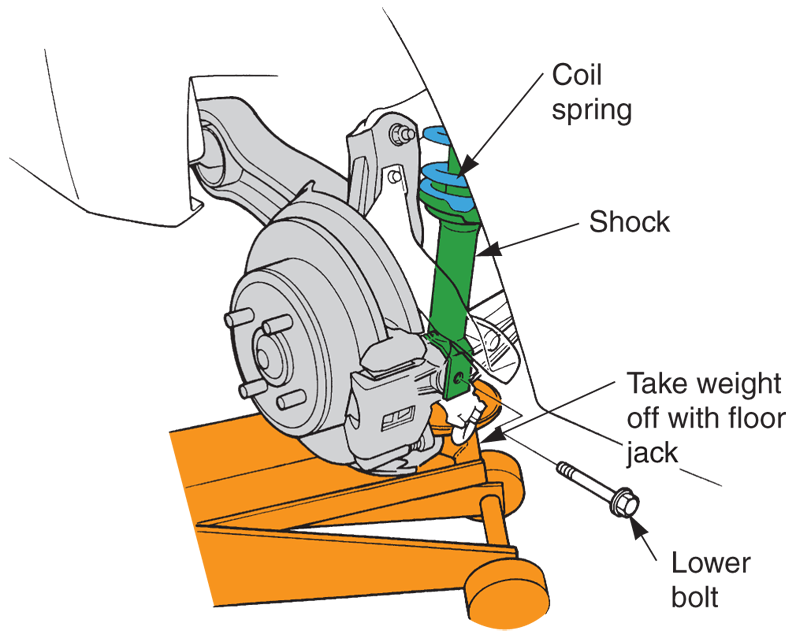 Coil
spring
Shock
Take weight
off with floor
jack
Lower
bolt